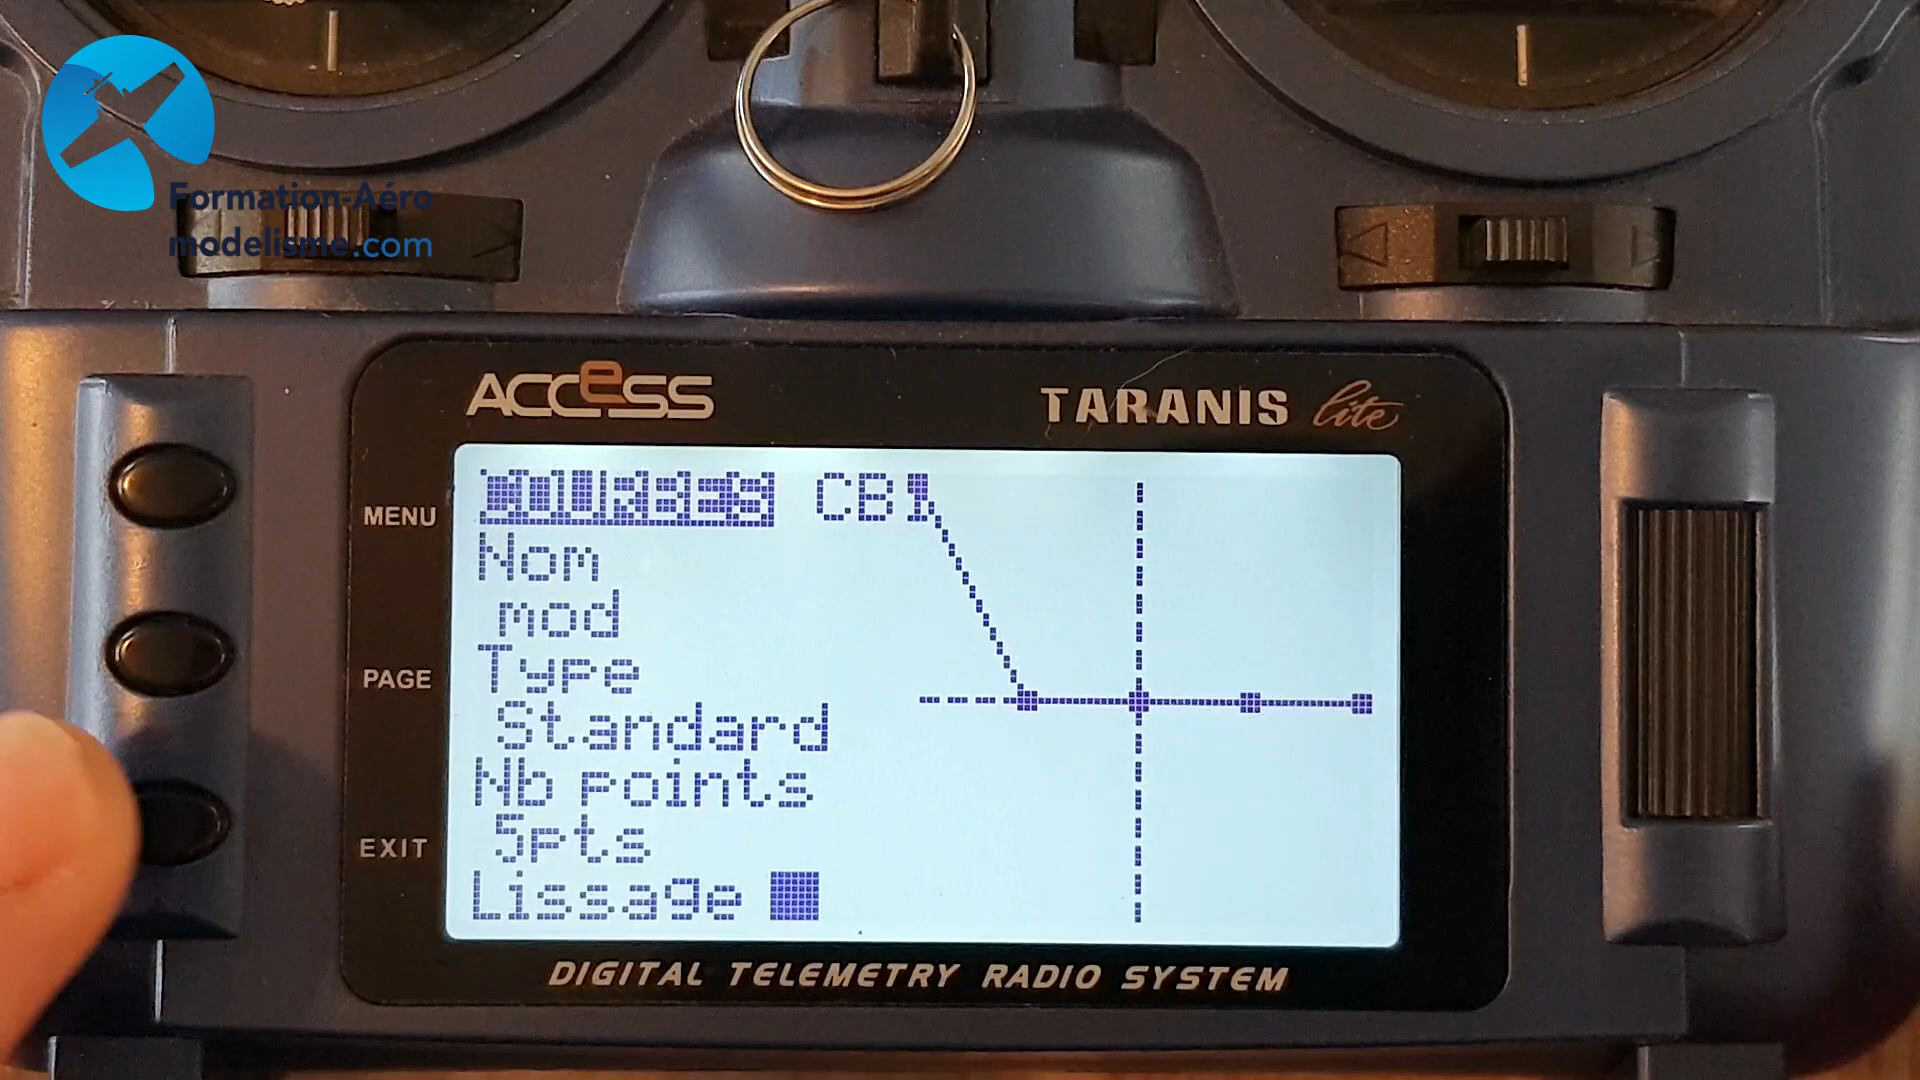 Formation-Aéro
modelisme.com
ACCeSS
TARANIS lite
MENU
PAGE
EXIT
COURBES CB1
Nom
mod
Type
Standard
Nb points
5pts
Lissage
DIGITAL TELEMETRY RADIO SYSTEM